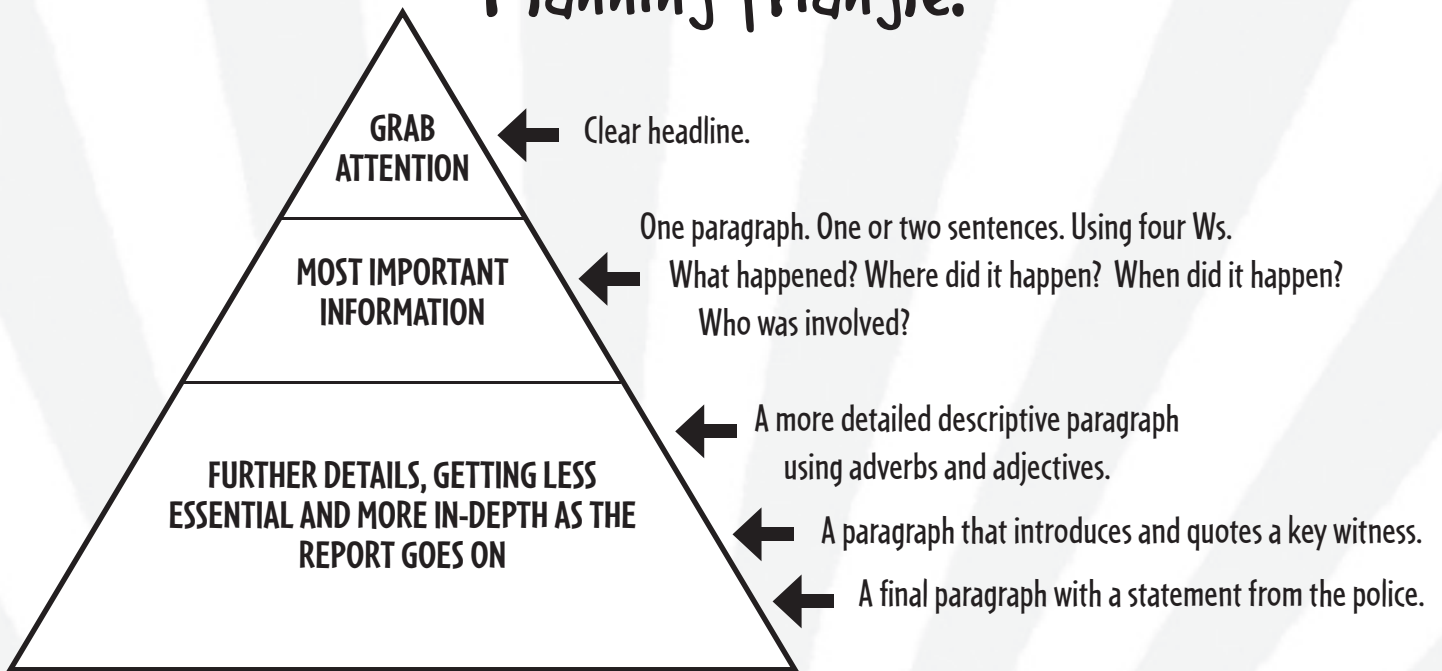 Planning Triangle.
GRAB
ATTENTION
Clear headline.
MOST IMPORTANT
INFORMATION
One paragraph. One or two sentences. Using four Ws.
What happened? Where did it happen? When did it happen?
Who was involved?
FURTHER DETAILS, GETTING LESS
ESSENTIAL AND MORE IN-DEPTH AS THE
REPORT GOES ON
A more detailed descriptive paragraph
using adverbs and adjectives.
A paragraph that introduces and quotes a key witness.
A final paragraph with a statement from the police.